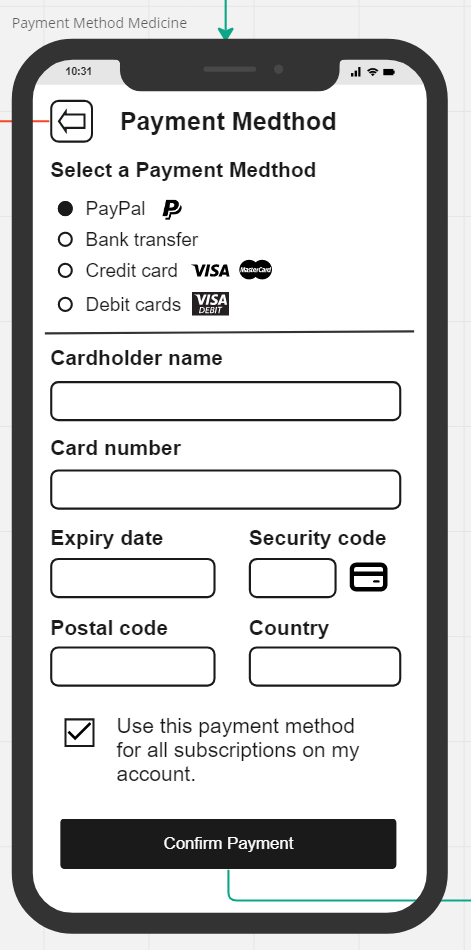 Payment Method Medicine
10:31
Payment Medthod
Select a Payment Medthod
PayPal
Bank transfer
Credit card VISA MasterCard
Debit cards VISA DEBIT
Cardholder name
Card number
Expiry date Security code
Postal code Country
Use this payment method
for all subscriptions on my
account.
Confirm Payment